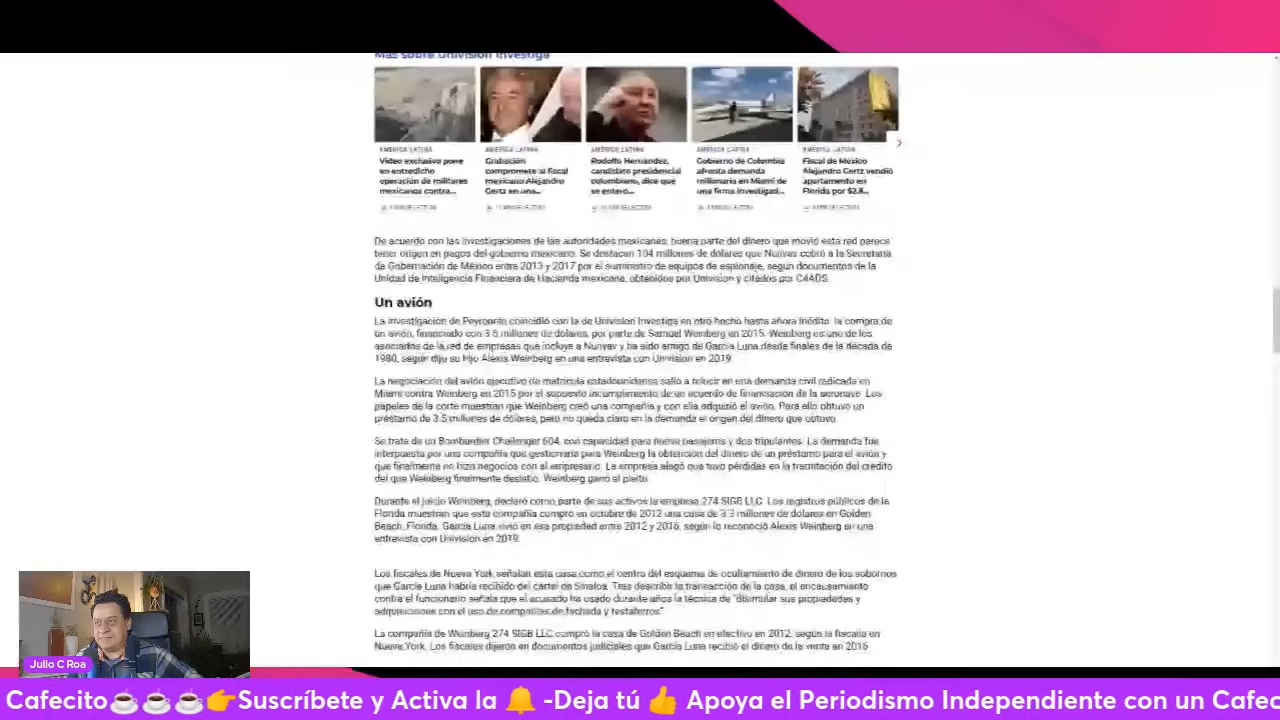 Más sobre Univision Investiga
AMÉRICA LATINA
Video exclusivo pone
en entredicho
operación de militares
mexicanos contra...
AMÉRICA LATINA
Grabación
compromete al fiscal
mexicano Alejandro
Gertz en una...
AMÉRICA LATINA
Rodolfo Hernández,
candidato presidencial
colombiano, dice que
se enteró...
AMÉRICA LATINA
Gobierno de Colombia
afronta demanda
millonaria en Miami de
una firma investigad...
AMÉRICA LATINA
Fiscal de México
Alejandro Gertz vendió
apartamento en
Florida por $2.8...
De acuerdo con las investigaciones de las autoridades mexicanas, buena parte del dinero que movió esta red parece
tener origen en pagos del gobierno mexicano. Se destacan 104 millones de dólares que Nunvav cobró a la Secretaría
de Gobernación de México entre 2013 y 2017 por el suministro de equipos de espionaje, según documentos de la
Unidad de Inteligencia Financiera de Hacienda mexicana, obtenidos por Univision y citados por C4ADS.
Un avión
La investigación de Peyronnin coincidió con la de Univision Investiga en otro hecho hasta ahora inédito: la compra de
un avión, financiado con 3.5 millones de dólares, por parte de Samuel Weinberg en 2015. Weinberg es uno de los
asociados de la red de empresas que incluye a Nunvav y ha sido amigo de García Luna desde finales de la década de
1980, según dijo su hijo Alexis Weinberg en una entrevista con Univision en 2019.
La negociación del avión ejecutivo de matrícula estadounidense salió a relucir en una demanda civil radicada en
Miami contra Weinberg en 2015 por el supuesto incumplimiento de un acuerdo de financiación de la aeronave. Los
papeles de la corte muestran que Weinberg creó una compañía y con ella adquirió el avión. Para ello obtuvo un
préstamo de 3.5 millones de dólares, pero no queda claro en la demanda el origen del dinero que obtuvo.
Se trata de un Bombardier Challenger 604, con capacidad para nueve pasajeros y dos tripulantes. La demanda fue
interpuesta por una compañía que gestionaría para Weinberg la obtención del dinero de un préstamo para el avión y
que finalmente no hizo negocios con el empresario. La empresa alegó que tuvo pérdidas en la tramitación del crédito
del que Weinberg finalmente desistió. Weinberg ganó el pleito.
Durante el juicio Weinberg, declaró como parte de sus activos la empresa 274 SIGB LLC. Los registros públicos de la
Florida muestran que esta compañía compró en octubre de 2012 una casa de 3.3 millones de dólares en Golden
Beach, Florida. García Luna vivió en esa propiedad entre 2012 y 2016, según lo reconoció Alexis Weinberg en una
entrevista con Univision en 2019.
Los fiscales de Nueva York, señalan esta casa como el centro del esquema de ocultamiento de dinero de los sobornos
que García Luna habría recibido del cartel de Sinaloa. Tras describir la transacción de la casa, el encausamiento
contra el funcionario señala que el acusado ha usado durante años la técnica de "disimular sus propiedades y
adquisiciones con el uso de compañías de fachada y testaferros".
La compañía de Weinberg 274 SIGB LLC compró la casa de Golden Beach en efectivo en 2012, según la fiscalía en
Nueva York. Los fiscales dijeron en documentos judiciales que García Luna recibió el dinero de la venta en 2016
Julio C Roa
Cafecito☕☕☕👉Suscríbete y Activa la 🔔 -Deja tú 👍 Apoya el Periodismo Independiente con un Cafec